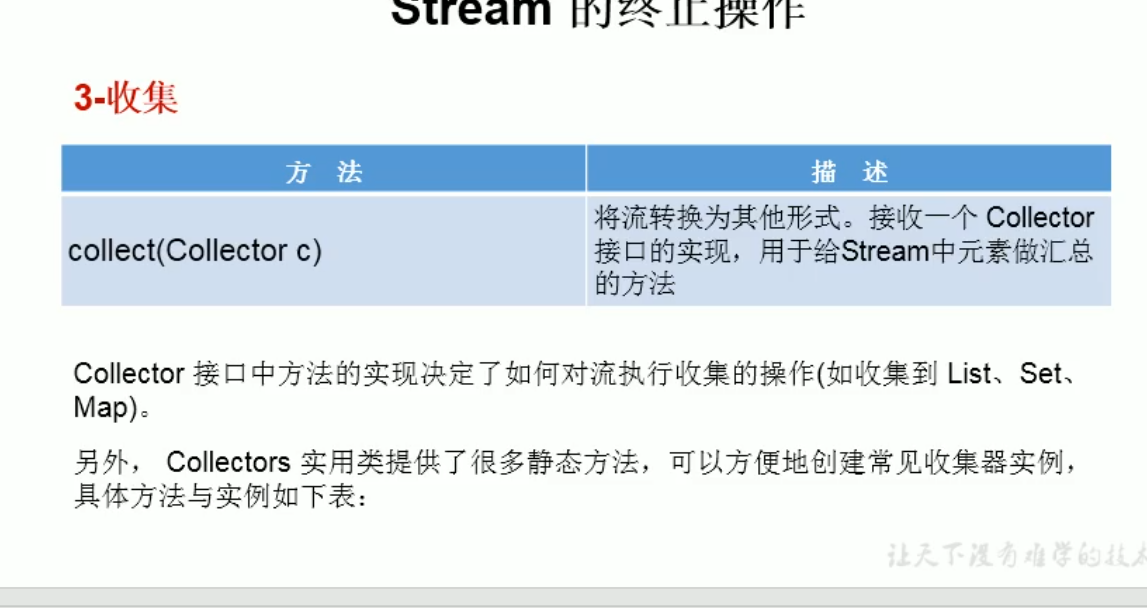 Stream 的终止操作
3-收集
方 法
描 述
collect(Collector c)
将流转换为其他形式。接收一个 Collector
接口的实现，用于给Stream中元素做汇总
的方法
Collector 接口中方法的实现决定了如何对流执行收集的操作(如收集到 List、Set、
Map)。
另外， Collectors 实用类提供了很多静态方法，可以方便地创建常见收集器实例，
具体方法与实例如下表：
让天下没有难学的技术